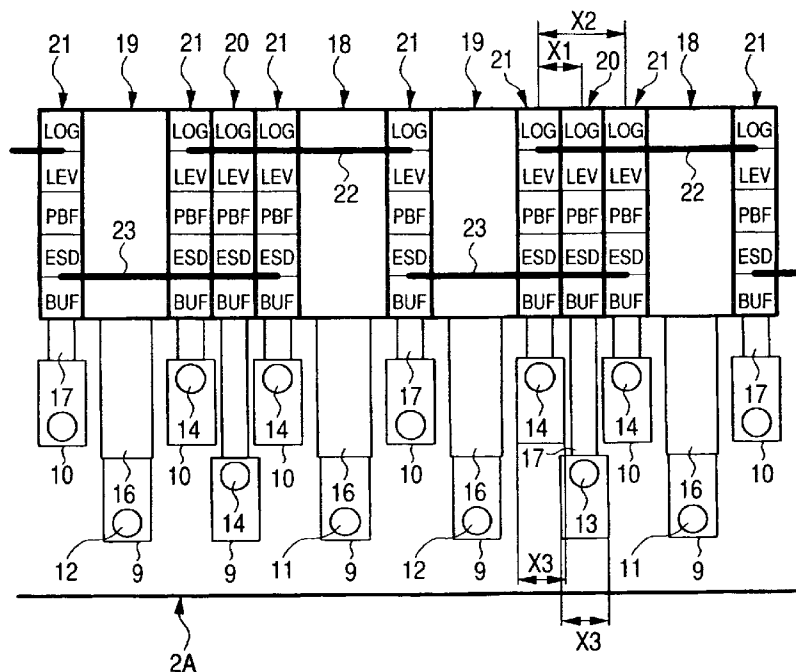 X2
X1
21 19 21 20 21 18 21 19 21 20 21 18 21
LOG LOG LOG LOG LOG LOG LOG LOG LOG
LEV LEV LEV LEV LEV LEV LEV LEV LEV
22 22
PBF PBF PBF PBF PBF PBF PBF PBF PBF
23 23
ESD ESD ESD ESD ESD ESD ESD ESD ESD
BUF BUF BUF BUF BUF BUF BUF BUF BUF
17 14 14 17 14 17 14 17
10 10 10 10 10 10 10
16 14 16 16 13 16
12 9 9 11 9 12 9 X3 11 9
X3
2A